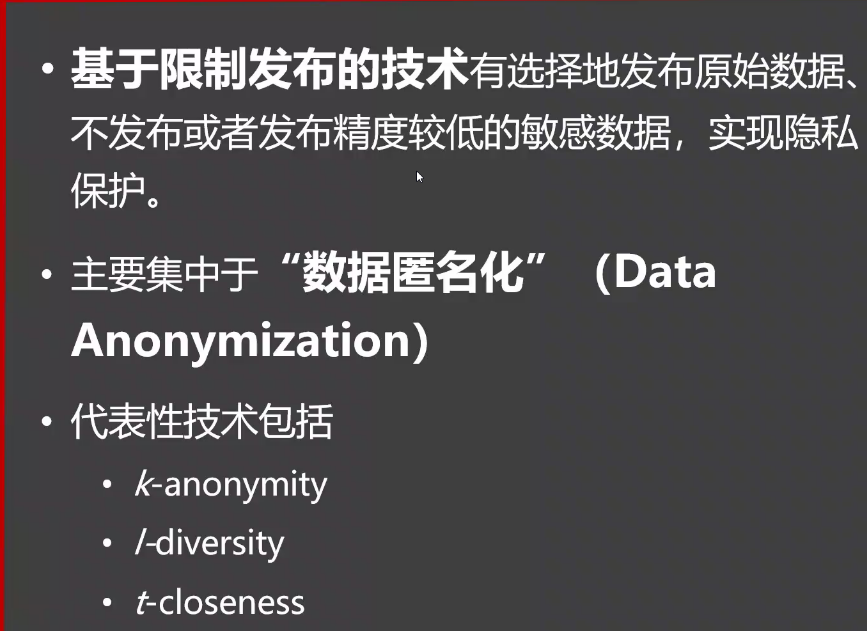 • 基于限制发布的技术有选择地发布原始数据、
不发布或者发布精度较低的敏感数据，实现隐私
保护。
• 主要集中于“数据匿名化”（Data
Anonymization）
• 代表性技术包括
• k-anonymity
• l-diversity
• t-closeness